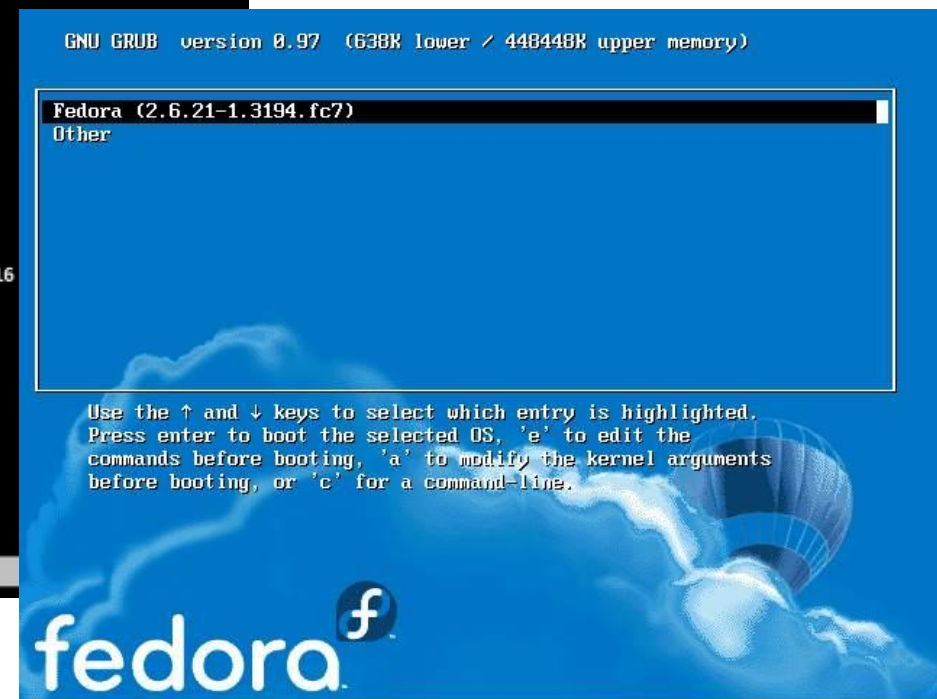 GNU GRUB version 0.97 (638K lower / 448448K upper memory)
Fedora (2.6.21-1.3194.fc7)
Other
16
Use the ↑ and ↓ keys to select which entry is highlighted.
Press enter to boot the selected OS, 'e' to edit the
commands before booting, 'a' to modify the kernel arguments
before booting, or 'c' for a command-line.
fedora